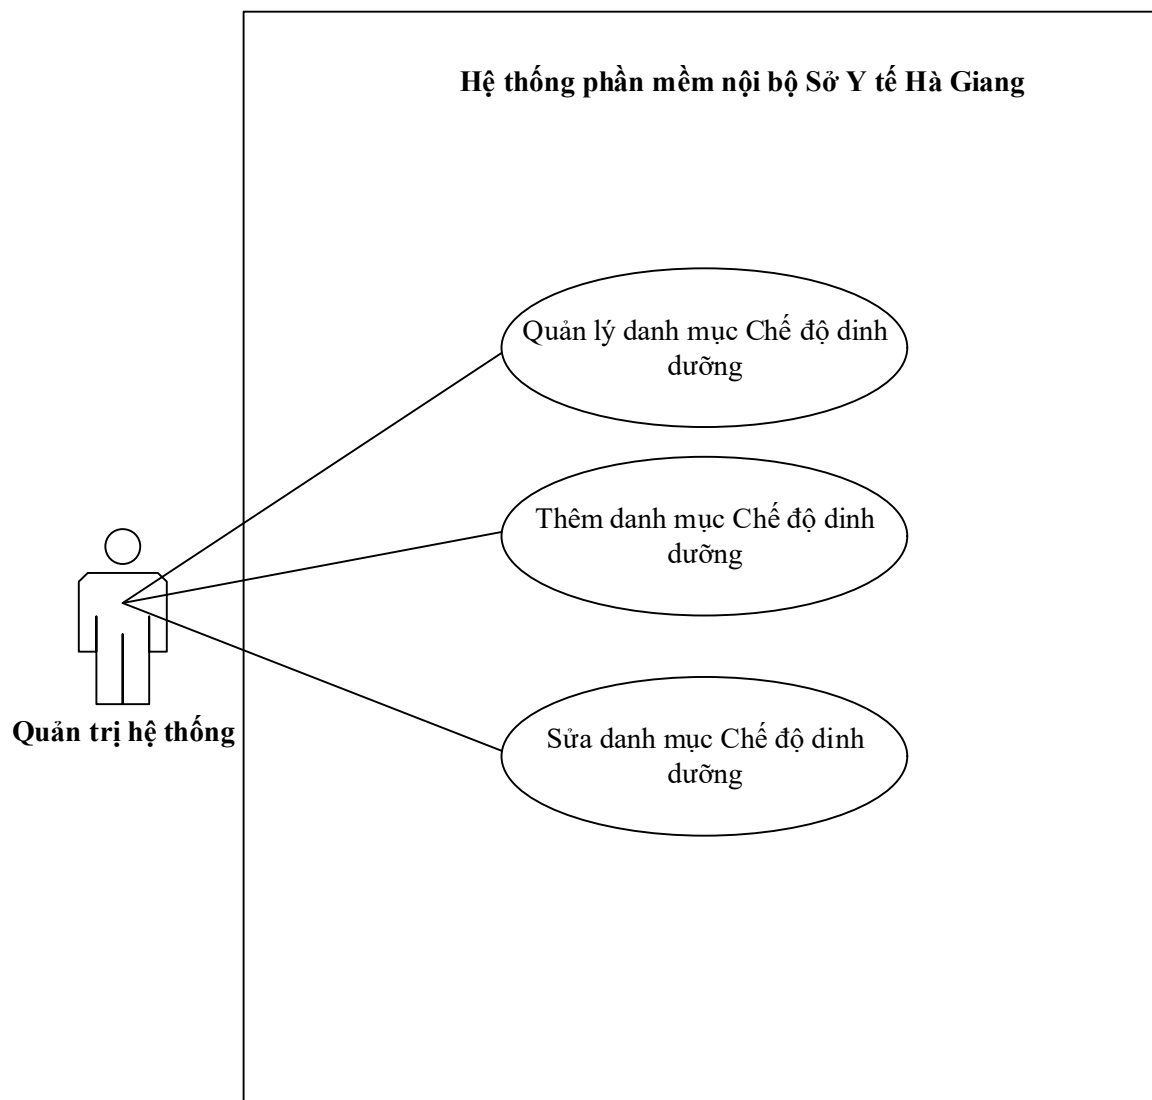 Hệ thống phần mềm nội bộ Sở Y tế Hà Giang
Quản lý danh mục Chế độ dinh
dưỡng
Thêm danh mục Chế độ dinh
dưỡng
Quản trị hệ thống
Sửa danh mục Chế độ dinh
dưỡng